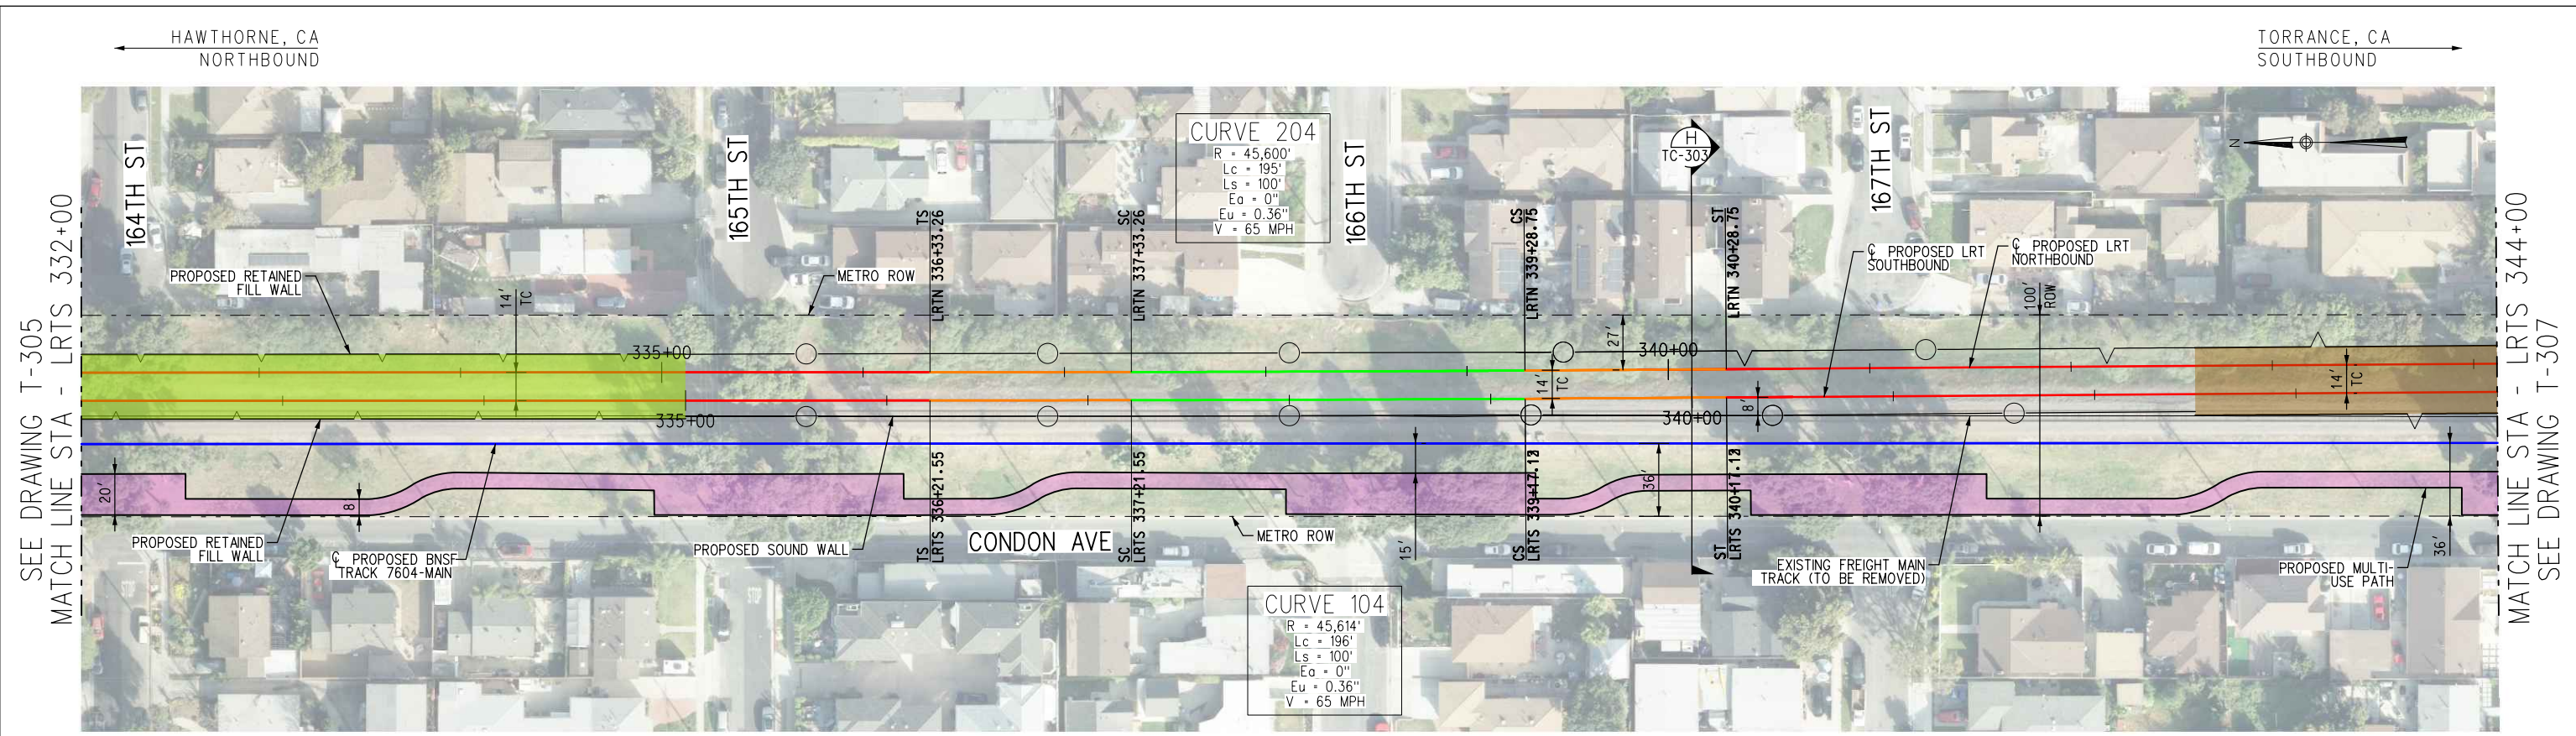 HAWTHORNE, CA
NORTHBOUND
TORRANCE, CA
SOUTHBOUND
SEE DRAWING T-305
MATCH LINE STA - LRTS 332+00
164TH ST
165TH ST
166TH ST
167TH ST
CURVE 204
R = 45,600'
Lc = 195'
Ls = 100'
Ea = 0"
Eu = 0.36"
V = 65 MPH
H
TC-303
N
PROPOSED RETAINED
FILL WALL
14'
TC
METRO ROW
TS
LRTN 336+33.26
SC
LRTN 337+33.26
CS
LRTN 339+28.75
ST
LRTN 340+28.75
℄ PROPOSED LRT
SOUTHBOUND
℄ PROPOSED LRT
NORTHBOUND
100'
ROW
27'
335+00
340+00
14'
TC
14'
TC
335+00
340+00
8'
20'
8'
36'
15'
36'
PROPOSED RETAINED
FILL WALL
℄ PROPOSED BNSF
TRACK 7604-MAIN
PROPOSED SOUND WALL
TS
LRTS 336+21.55
CONDON AVE
SC
LRTS 337+21.55
METRO ROW
CS
LRTS 339+17.12
ST
LRTS 340+17.12
EXISTING FREIGHT MAIN
TRACK (TO BE REMOVED)
PROPOSED MULTI-
USE PATH
CURVE 104
R = 45,614'
Lc = 196'
Ls = 100'
Ea = 0"
Eu = 0.36"
V = 65 MPH
MATCH LINE STA - LRTS 344+00
SEE DRAWING T-307